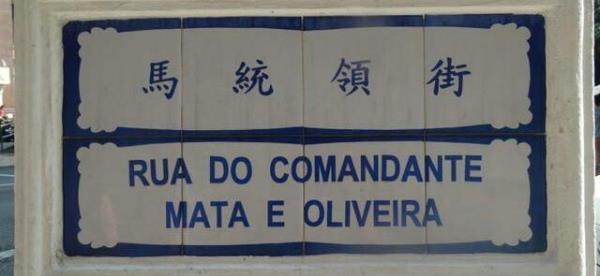 馬統領街
RUA DO COMANDANTE
MATA E OLIVEIRA